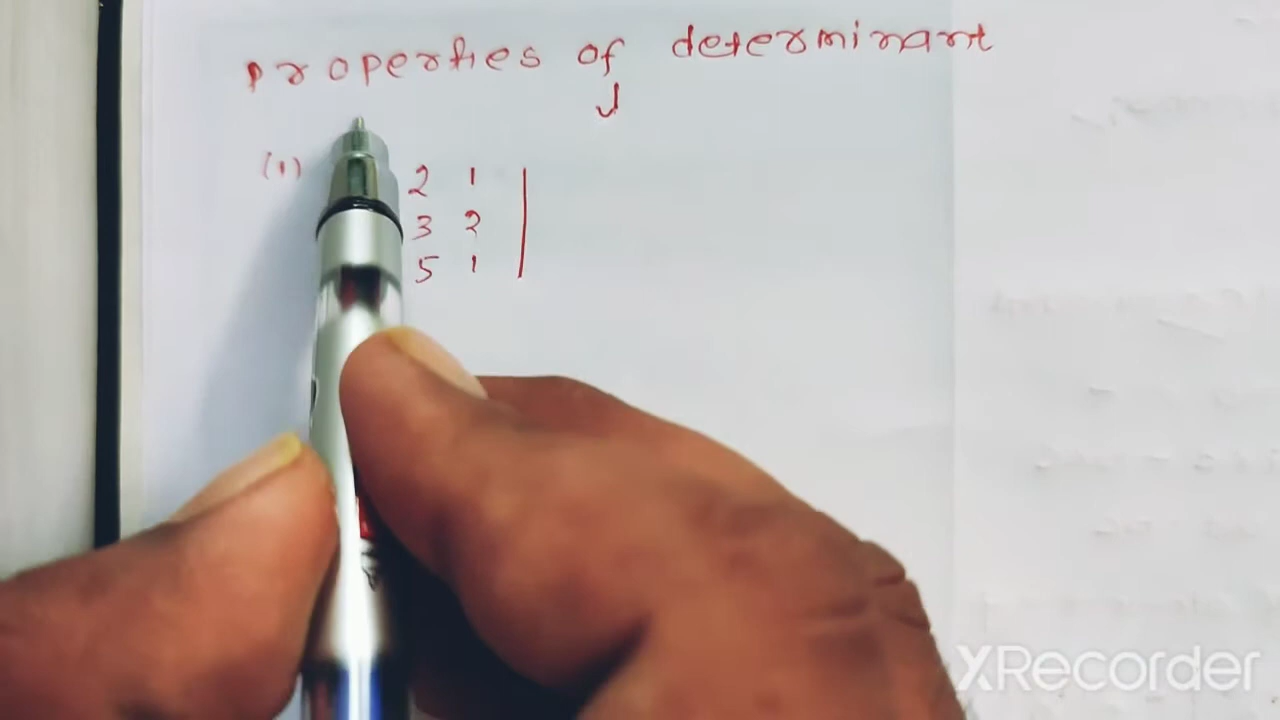 properties of determinant
(1) 2 1
3 2
5 1
XRecorder